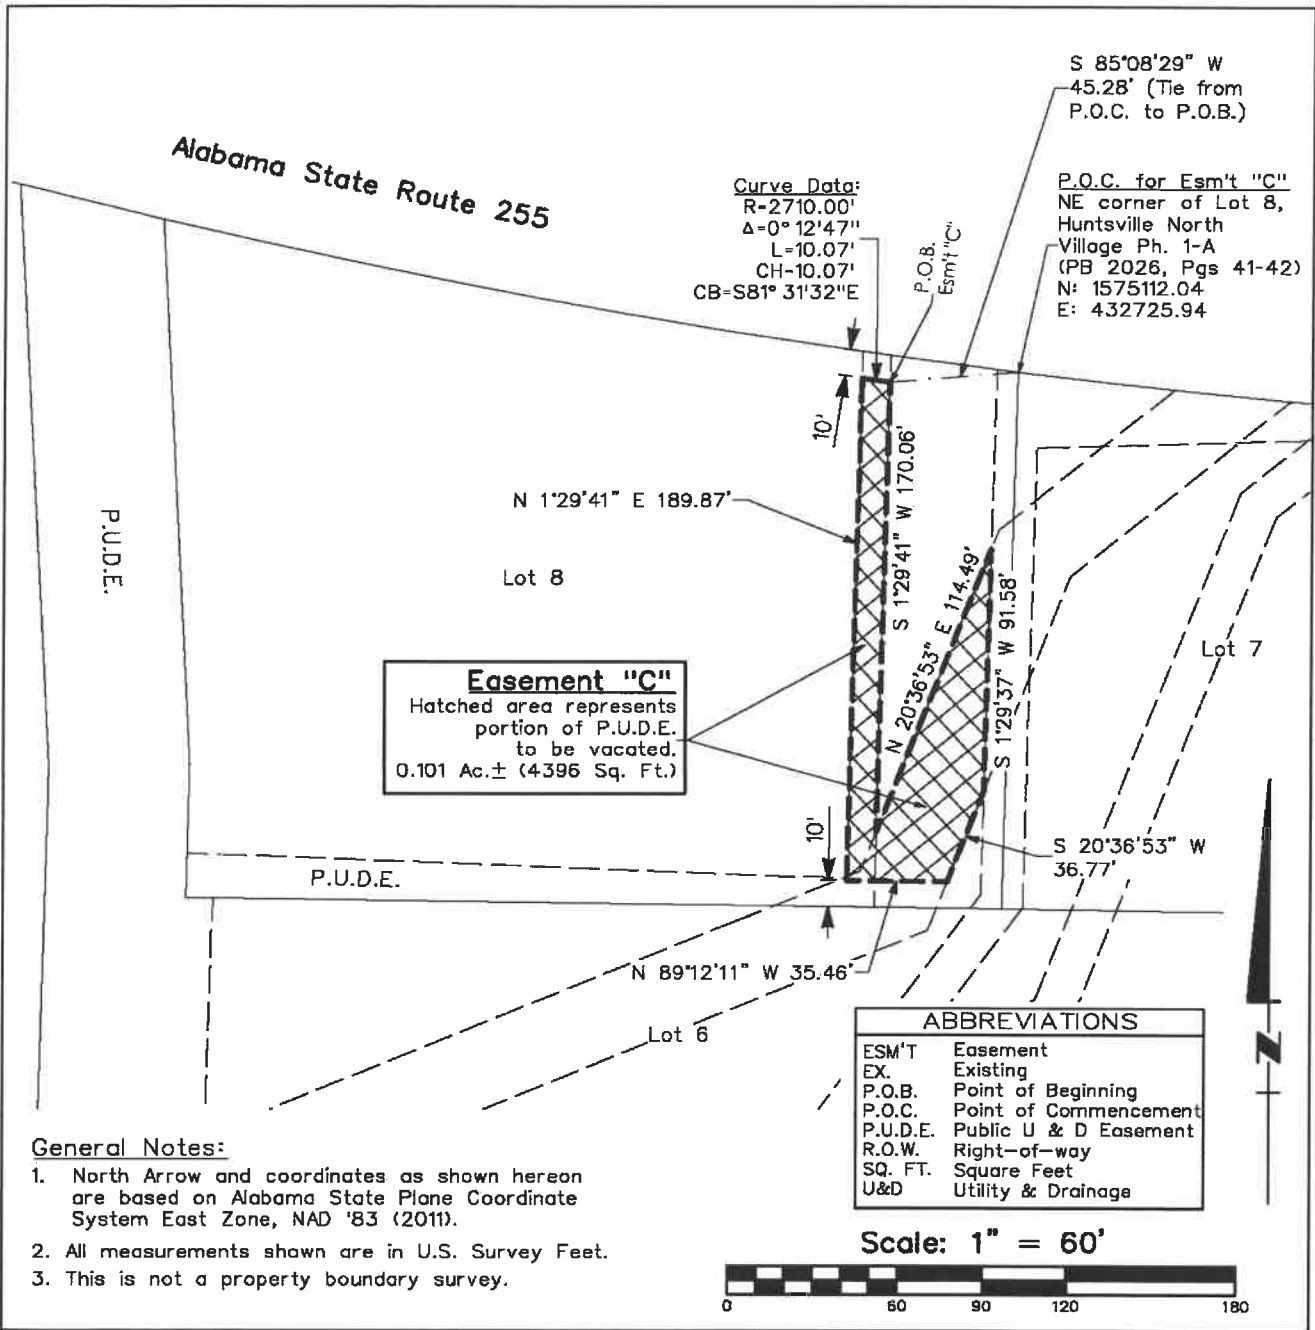 S 85°08'29" W
45.28' (Tie from
P.O.C. to P.O.B.)
Alabama State Route 255
Curve Data:
R-2710.00'
Δ=0° 12'47"
L=10.07'
CH-10.07'
CB=S81° 31'32"E
P.O.B.
Esm't "C"
P.O.C. for Esm't "C"
NE corner of Lot 8,
Huntsville North
Village Ph. 1-A
(PB 2026, Pgs 41-42)
N: 1575112.04
E: 432725.94
10'
N 1°29'41" E 189.87'
S 1°29'41" W 170.06'
N 20°36'53" E 114.49'
S 1°29'37" W 91.58'
P.U.D.E.
Lot 8
Lot 7
Easement "C"
Hatched area represents
portion of P.U.D.E.
to be vacated.
0.101 Ac.± (4396 Sq. Ft.)
10'
S 20°36'53" W
36.77'
P.U.D.E.
N 89°12'11" W 35.46'
Lot 6
N
ABBREVIATIONS
ESM'T Easement
EX. Existing
P.O.B. Point of Beginning
P.O.C. Point of Commencement
P.U.D.E. Public U & D Easement
R.O.W. Right-of-way
SQ. FT. Square Feet
U&D Utility & Drainage
General Notes:
1. North Arrow and coordinates as shown hereon
are based on Alabama State Plane Coordinate
System East Zone, NAD '83 (2011).
2. All measurements shown are in U.S. Survey Feet.
3. This is not a property boundary survey.
Scale: 1" = 60'
0 60 90 120 180